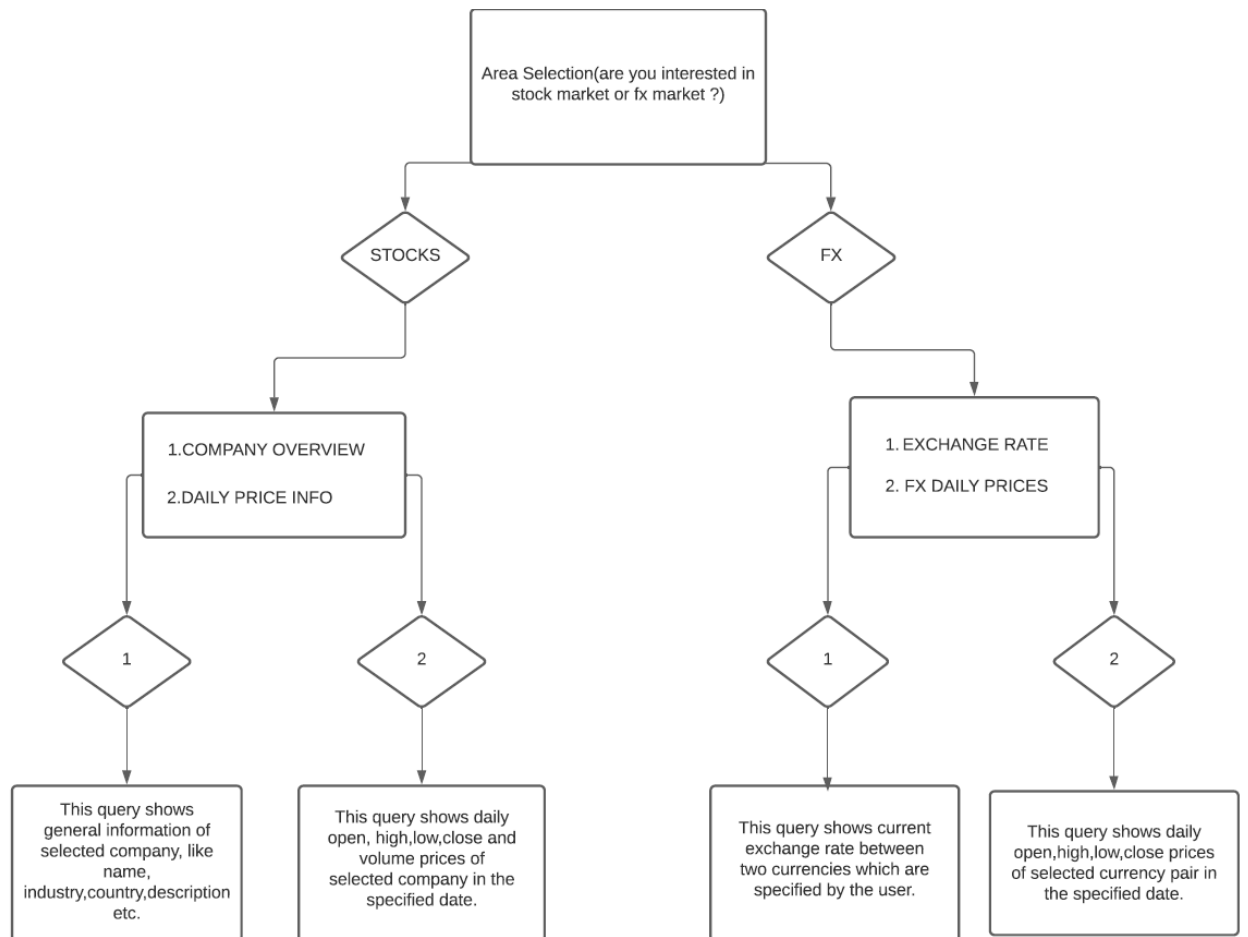 Area Selection(are you interested in
stock market or fx market ?)
STOCKS
FX
1.COMPANY OVERVIEW
2.DAILY PRICE INFO
1. EXCHANGE RATE
2. FX DAILY PRICES
1
2
1
2
This query shows
general information of
selected company, like
name,
industry,country,description
etc.
This query shows daily
open, high,low,close and
volume prices of
selected company in the
specified date.
This query shows current
exchange rate between
two currencies which are
specified by the user.
This query shows daily
open,high,low,close prices
of selected currency pair in
the specified date.